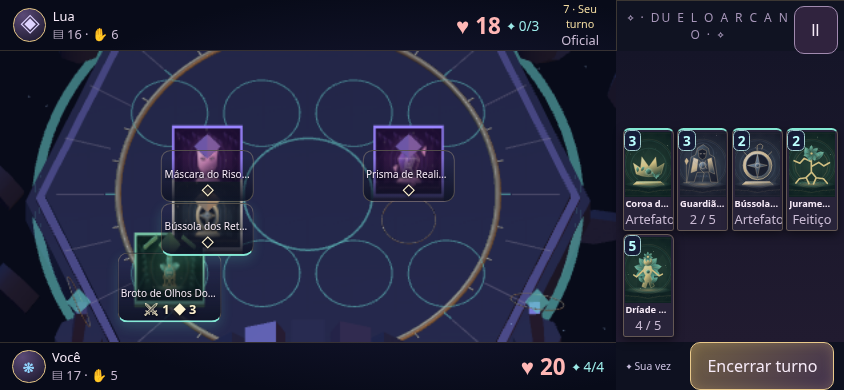 Lua
16 · 6
18 0/3
7 · Seu
turno
Oficial
· D U E L O A R C A N
O ·
II
Máscara do Riso...
Prisma de Reali...
Bússola dos Ret...
Broto de Olhos Do...
1 3
3
Coroa d...
Artefato
3
Guardiã...
2 / 5
2
Bússola...
Artefato
2
Jurame...
Feitiço
5
Dríade ...
4 / 5
Você
17 · 5
20 4/4
Sua vez
Encerrar turno